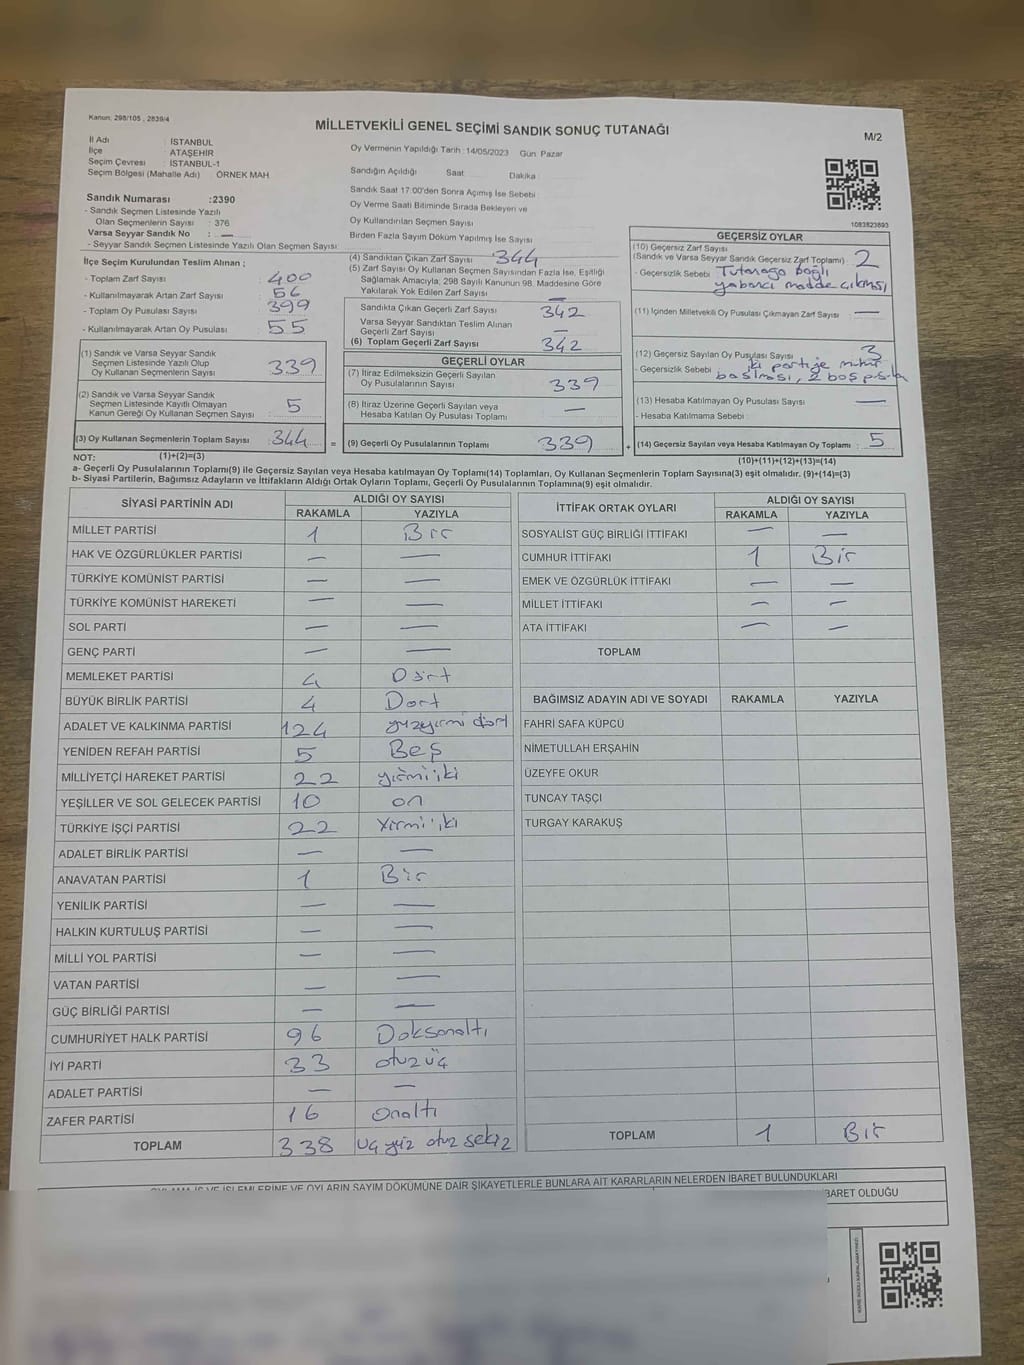 Kanun: 298/105 , 2839/4
MİLLETVEKİLİ GENEL SEÇİMİ SANDIK SONUÇ TUTANAĞI
M/2
İl Adı : İSTANBUL
İlçe : ATAŞEHİR
Seçim Çevresi : İSTANBUL-1
Seçim Bölgesi (Mahalle Adı) : ÖRNEK MAH
Oy Vermenin Yapıldığı Tarih : 14/05/2023 Gün Pazar
Sandığın Açıldığı Saat Dakika :
Sandık Saat 17:00'den Sonra Açılmış İse Sebebi :
Oy Verme Saati Bitiminde Sırada Bekleyen ve
Oy Kullandırılan Seçmen Sayısı
Birden Fazla Sayım Döküm Yapılmış İse Sayısı
1083823893
Sandık Numarası :2390
- Sandık Seçmen Listesinde Yazılı
Olan Seçmenlerin Sayısı : 376
Varsa Seyyar Sandık No : —
- Seyyar Sandık Seçmen Listesinde Yazılı Olan Seçmen Sayısı :
İlçe Seçim Kurulundan Teslim Alınan ;
- Toplam Zarf Sayısı : 400
- Kullanılmayarak Artan Zarf Sayısı : 56
- Toplam Oy Pusulası Sayısı : 399
- Kullanılmayarak Artan Oy Pusulası : 55
(1) Sandık ve Varsa Seyyar Sandık
Seçmen Listesinde Yazılı Olup
Oy Kullanan Seçmenlerin Sayısı 339
(2) Sandık ve Varsa Seyyar Sandık
Seçmen Listesinde Kayıtlı Olmayan
Kanun Gereği Oy Kullanan Seçmen Sayısı 5
(3) Oy Kullanan Seçmenlerin Toplam Sayısı : 344 =
(1)+(2)=(3)
(4) Sandıktan Çıkan Zarf Sayısı 344
(5) Zarf Sayısı Oy Kullanan Seçmen Sayısından Fazla İse, Eşitliği
Sağlamak Amacıyla, 298 Sayılı Kanunun 98. Maddesine Göre
Yakılarak Yok Edilen Zarf Sayısı —
Sandıkta Çıkan Geçerli Zarf Sayısı 342
Varsa Seyyar Sandıktan Teslim Alınan
Geçerli Zarf Sayısı —
(6) Toplam Geçerli Zarf Sayısı 342
GEÇERLİ OYLAR
(7) İtiraz Edilmeksizin Geçerli Sayılan
Oy Pusulalarının Sayısı 339
(8) İtiraz Üzerine Geçerli Sayılan veya
Hesaba Katılan Oy Pusulası Toplamı —
(9) Geçerli Oy Pusulalarının Toplamı 339 +
GEÇERSİZ OYLAR
(10) Geçersiz Zarf Sayısı
(Sandık ve Varsa Seyyar Sandık Geçersiz Zarf Toplamı) : 2
- Geçersizlik Sebebi : Tutanağa Bağlı
yabancı madde çıkması
(11) İçinden Milletvekili Oy Pusulası Çıkmayan Zarf Sayısı : —
(12) Geçersiz Sayılan Oy Pusulası Sayısı : 3
- Geçersizlik Sebebi : iki partiye mühür
basılması, 2 boş
(13) Hesaba Katılmayan Oy Pusulası Sayısı : —
- Hesaba Katılmama Sebebi :
(14) Geçersiz Sayılan veya Hesaba Katılmayan Oy Toplamı : 5
(10)+(11)+(12)+(13)=(14)
NOT:
a- Geçerli Oy Pusulalarının Toplamı(9) ile Geçersiz Sayılan veya Hesaba katılmayan Oy Toplamı(14) Toplamları, Oy Kullanan Seçmenlerin Toplam Sayısına(3) eşit olmalıdır. (9)+(14)=(3)
b- Siyasi Partilerin, Bağımsız Adayların ve İttifakların Aldığı Ortak Oyların Toplamı, Geçerli Oy Pusulalarının Toplamına(9) eşit olmalıdır.
SİYASİ PARTİNİN ADI ALDIĞI OY SAYISI
RAKAMLA YAZIYLA
MİLLET PARTİSİ 1 Bir
HAK VE ÖZGÜRLÜKLER PARTİSİ — —
TÜRKİYE KOMÜNİST PARTİSİ — —
TÜRKİYE KOMÜNİST HAREKETİ — —
SOL PARTİ — —
GENÇ PARTİ — —
MEMLEKET PARTİSİ 4 Dört
BÜYÜK BİRLİK PARTİSİ 4 Dört
ADALET VE KALKINMA PARTİSİ 124 yüzyirmi dört
YENİDEN REFAH PARTİSİ 5 Beş
MİLLİYETÇİ HAREKET PARTİSİ 22 yirmi iki
YEŞİLLER VE SOL GELECEK PARTİSİ 10 on
TÜRKİYE İŞÇİ PARTİSİ 22 Yirmi iki
ADALET BİRLİK PARTİSİ — —
ANAVATAN PARTİSİ 1 Bir
YENİLİK PARTİSİ — —
HALKIN KURTULUŞ PARTİSİ — —
MİLLİ YOL PARTİSİ — —
VATAN PARTİSİ — —
GÜÇ BİRLİĞİ PARTİSİ — —
CUMHURİYET HALK PARTİSİ 96 Doksanaltı
İYİ PARTİ 33 otuzüç
ADALET PARTİSİ — —
ZAFER PARTİSİ 16 Onaltı
TOPLAM 338 üç yüz otuz sekiz
İTTİFAK ORTAK OYLARI ALDIĞI OY SAYISI
RAKAMLA YAZIYLA
SOSYALİST GÜÇ BİRLİĞİ İTTİFAKI — —
CUMHUR İTTİFAKI 1 Bir
EMEK VE ÖZGÜRLÜK İTTİFAKI — —
MİLLET İTTİFAKI — —
ATA İTTİFAKI — —
TOPLAM
BAĞIMSIZ ADAYIN ADI VE SOYADI RAKAMLA YAZIYLA
FAHRİ SAFA KÜPCÜ
NİMETULLAH ERŞAHİN
ÜZEYFE OKUR
TUNCAY TAŞÇI
TURGAY KARAKUŞ
TOPLAM 1 Bir
OYLAMA İŞ VE İŞLEMLERİNE VE OYLARIN SAYIM DÖKÜMÜNE DAİR ŞİKAYETLERLE BUNLARA AİT KARARLARIN NELERDEN İBARET BULUNDUKLARI
İBARET OLDUĞU